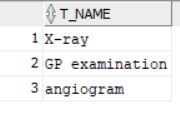 T_NAME
1 X-ray
2 GP examination
3 angiogram